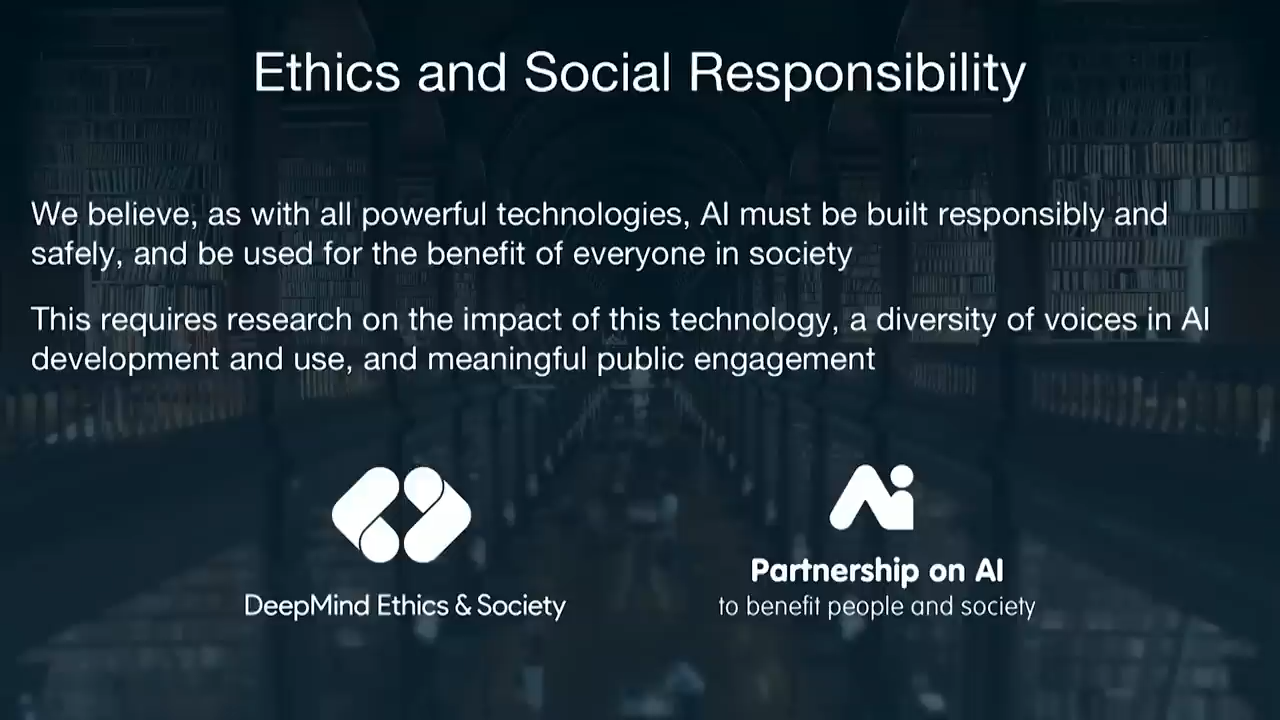 Ethics and Social Responsibility
We believe, as with all powerful technologies, AI must be built responsibly and
safely, and be used for the benefit of everyone in society
This requires research on the impact of this technology, a diversity of voices in AI
development and use, and meaningful public engagement
Ai
DeepMind Ethics & Society
Partnership on AI
to benefit people and society